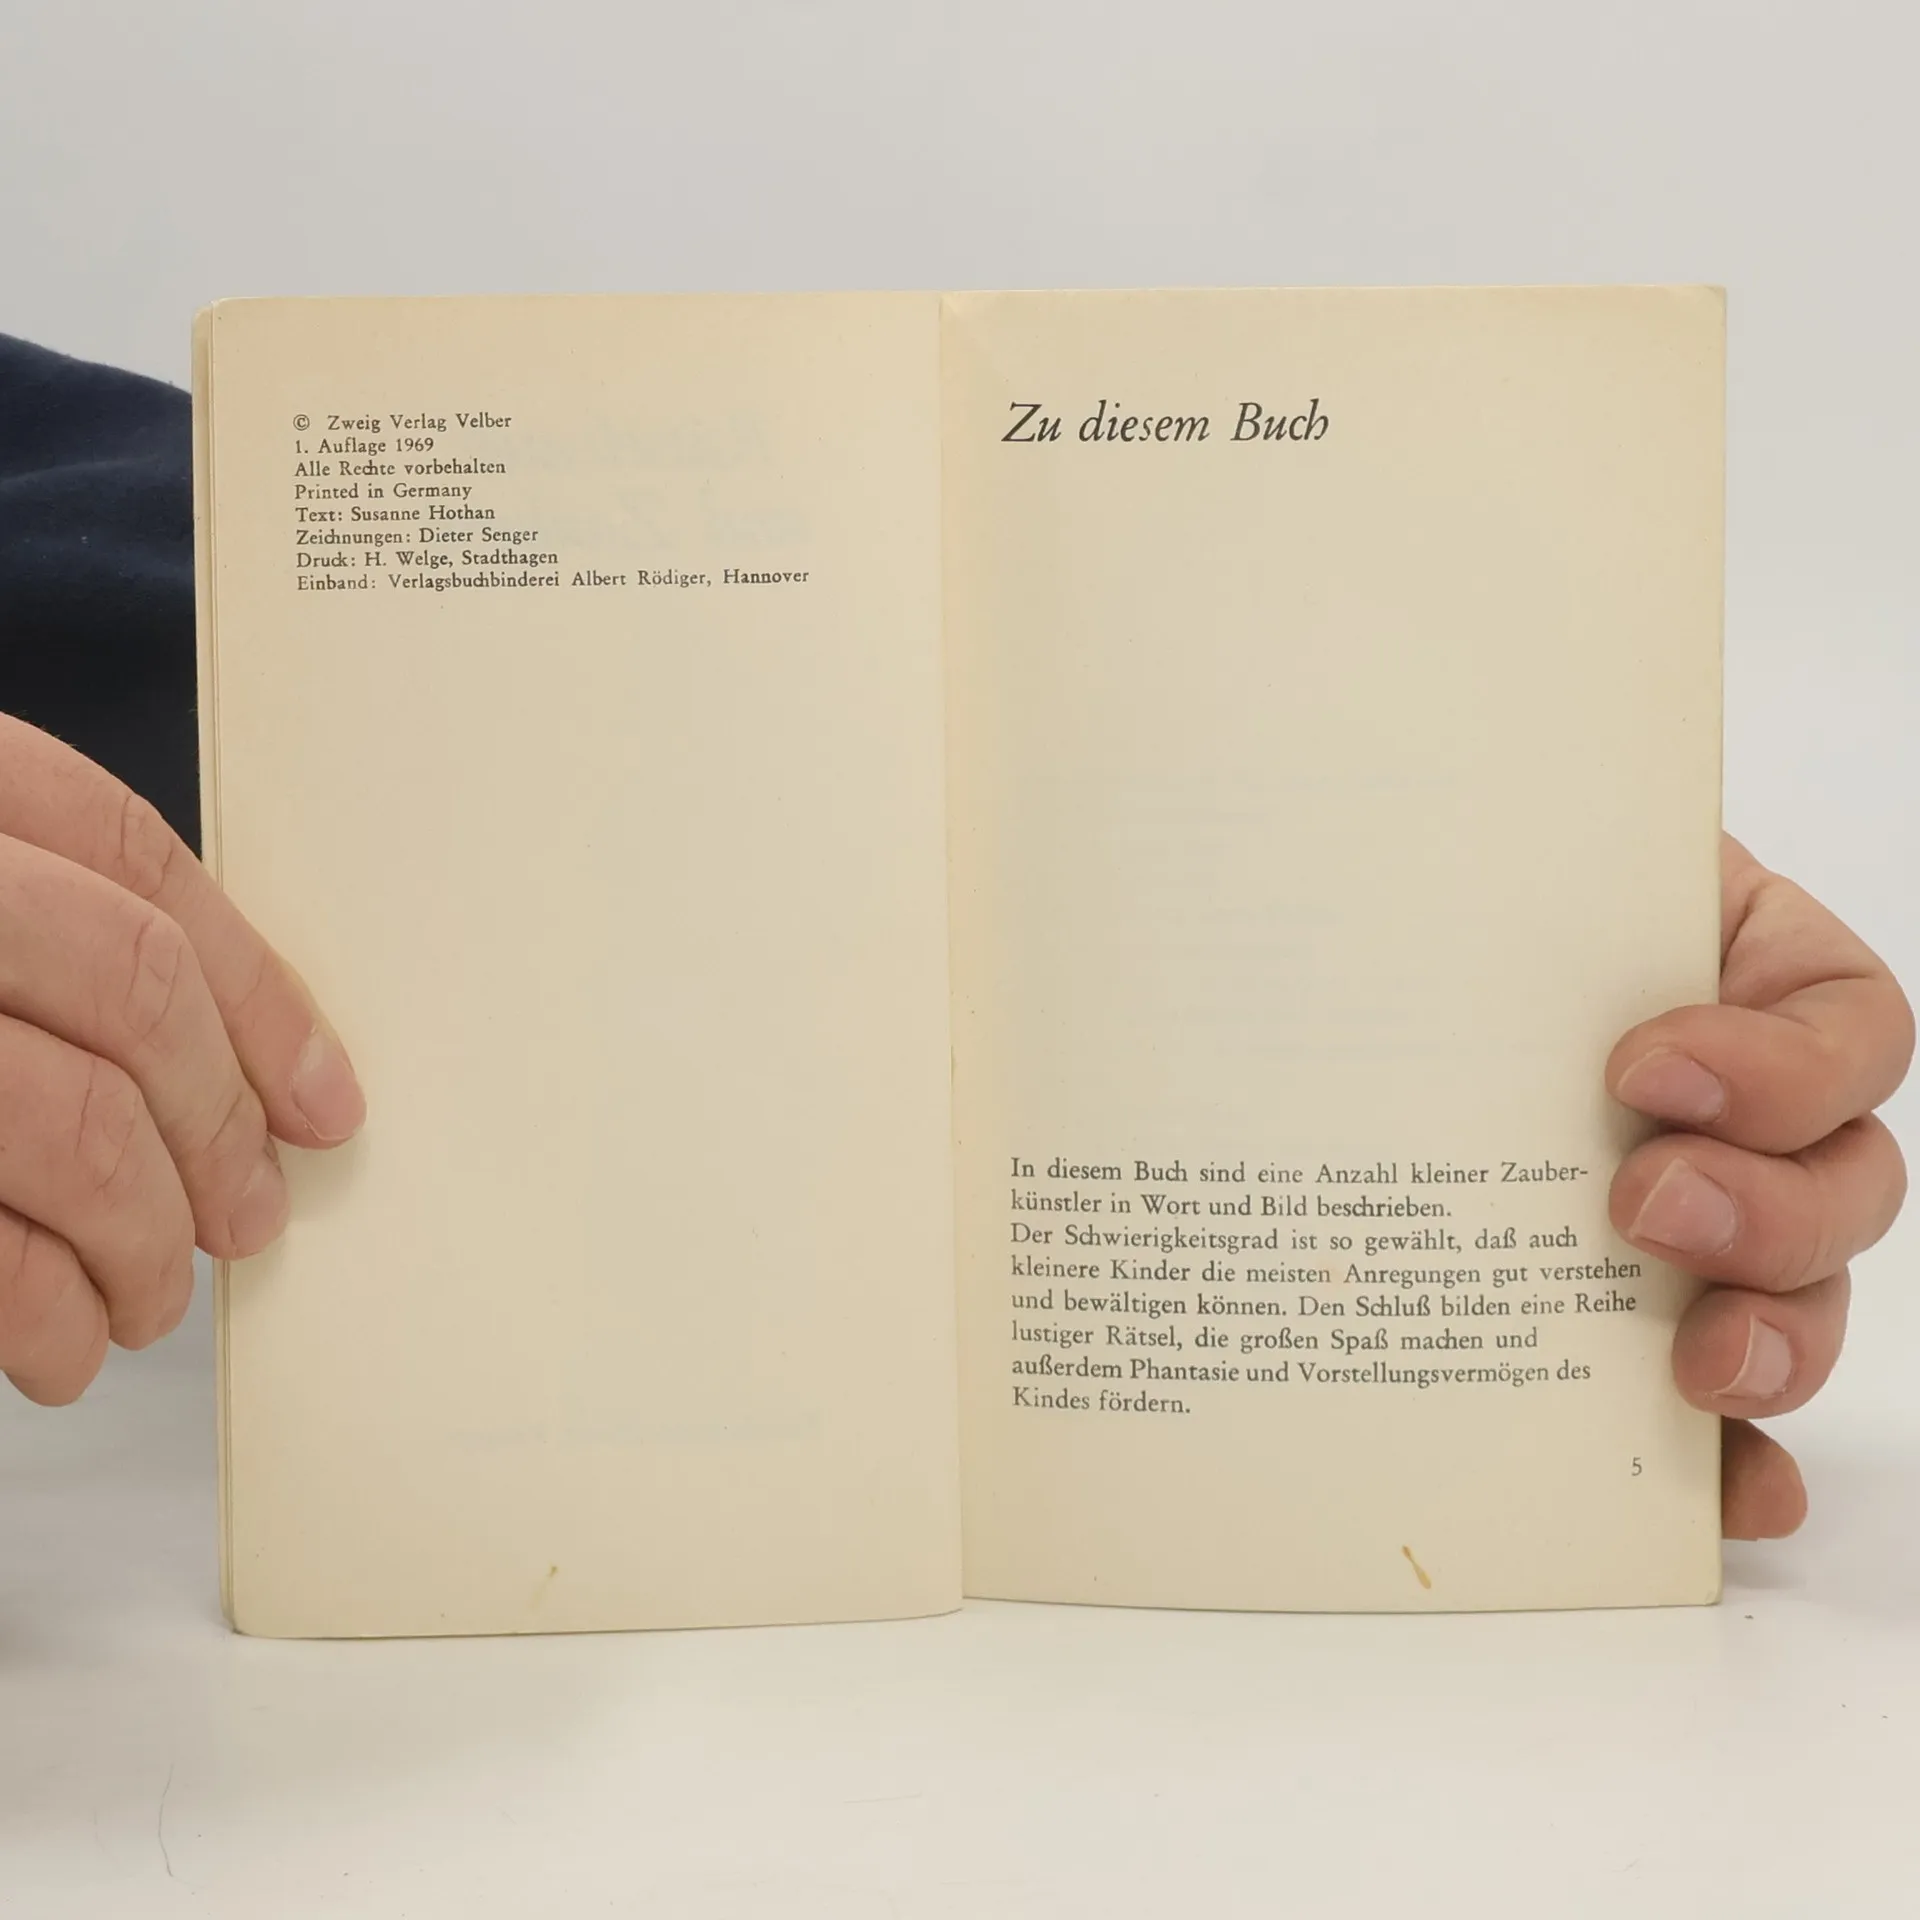 © Zweig Verlag Velber
1. Auflage 1969
Alle Rechte vorbehalten
Printed in Germany
Text: Susanne Hothan
Zeichnungen: Dieter Senger
Druck: H. Welge, Stadthagen
Einband: Verlagsbuchbinderei Albert Rödiger, Hannover
Zu diesem Buch
In diesem Buch sind eine Anzahl kleiner Zauber-
künstler in Wort und Bild beschrieben.
Der Schwierigkeitsgrad ist so gewählt, daß auch
kleinere Kinder die meisten Anregungen gut verstehen
und bewältigen können. Den Schluß bilden eine Reihe
lustiger Rätsel, die großen Spaß machen und
außerdem Phantasie und Vorstellungsvermögen des
Kindes fördern.
5